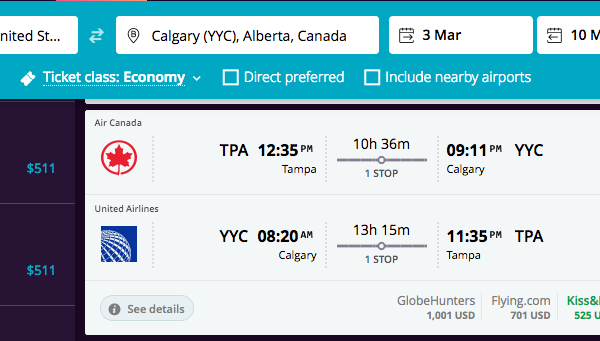 nited St... Calgary (YYC), Alberta, Canada 3 Mar 10 M
Ticket class: Economy Direct preferred Include nearby airports
Air Canada
$511
TPA 12:35 PM 10h 36m 09:11 PM YYC
Tampa 1 STOP Calgary
United Airlines
YYC 08:20 AM 13h 15m 11:35 PM TPA
Calgary 1 STOP Tampa
$511
See details GlobeHunters Flying.com Kiss&
1,001 USD 701 USD 525 U